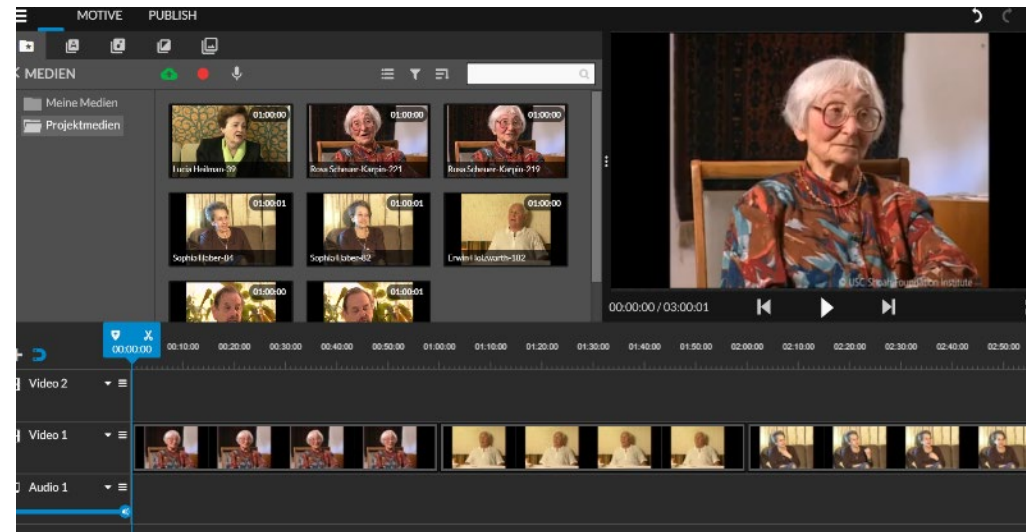 MOTIVE PUBLISH
MEDIEN
Meine Medien
Projektmedien
01:00:00
Lucia Heilman-39
01:00:00
Rosa Scheuer-Karpin-221
01:00:00
Rosa Scheuer-Karpin-219
01:00:01
Sophia Haber-84
01:00:01
Sophia Haber-82
01:00:00
Erwin Holzwarth-102
01:00:00
01:00:01
© USC Shoah Foundation Institute
00:00:00 / 03:00:01
00:00:00 00:10:00 00:20:00 00:30:00 00:40:00 00:50:00 01:00:00 01:10:00 01:20:00 01:30:00 01:40:00 01:50:00 02:00:00 02:10:00 02:20:00 02:30:00 02:40:00 02:50:00
Video 2
Video 1
Audio 1